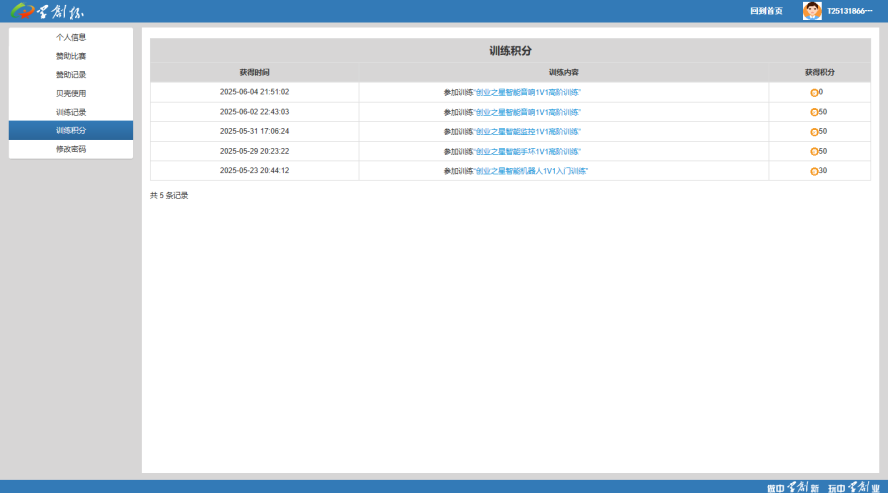 学创杯
回到首页
T25131866···
个人信息
赞助比赛
赞助记录
贝壳使用
训练记录
训练积分
修改密码
训练积分
获得时间 训练内容 获得积分
2025-06-04 21:51:02 参加训练"创业之星智能音响1V1高阶训练" 0
2025-06-02 22:43:03 参加训练"创业之星智能音响1V1高阶训练" 50
2025-05-31 17:06:24 参加训练"创业之星智能监控1V1高阶训练" 50
2025-05-29 20:23:22 参加训练"创业之星智能手环1V1高阶训练" 50
2025-05-23 20:44:12 参加训练"创业之星智能机器人1V1入门训练" 30
共 5 条记录
做中学创新 玩中学创业